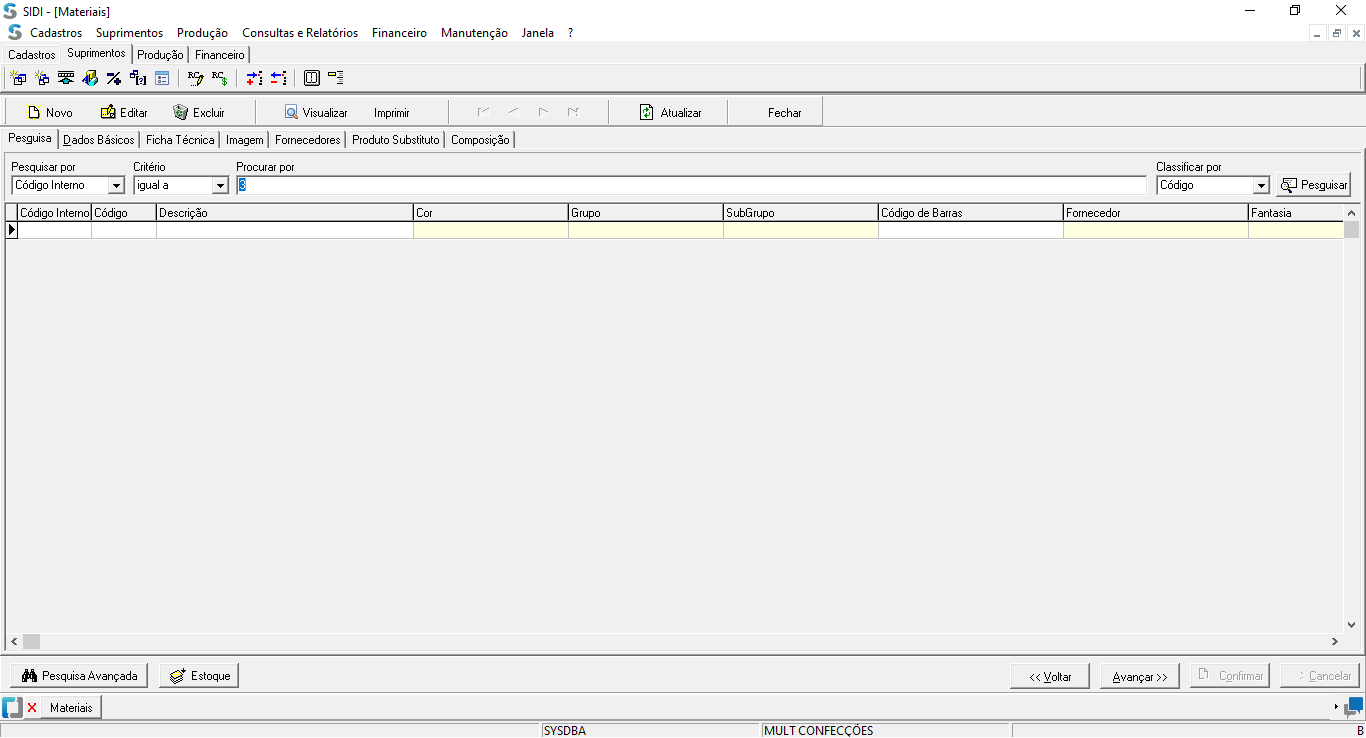 SIDI - [Materiais]
Cadastros Suprimentos Produção Consultas e Relatórios Financeiro Manutenção Janela ?
Cadastros Suprimentos Produção Financeiro
Novo Editar Excluir Visualizar Imprimir Atualizar Fechar
Pesquisa Dados Básicos Ficha Técnica Imagem Fornecedores Produto Substituto Composição
Pesquisar por Critério Procurar por Classificar por
Código Interno igual a 3 Código Pesquisar
Código Interno Código Descrição Cor Grupo SubGrupo Código de Barras Fornecedor Fantasia
Pesquisa Avançada Estoque << Voltar Avançar >> Confirmar Cancelar
Materiais
SYSDBA MULT CONFECÇÕES B